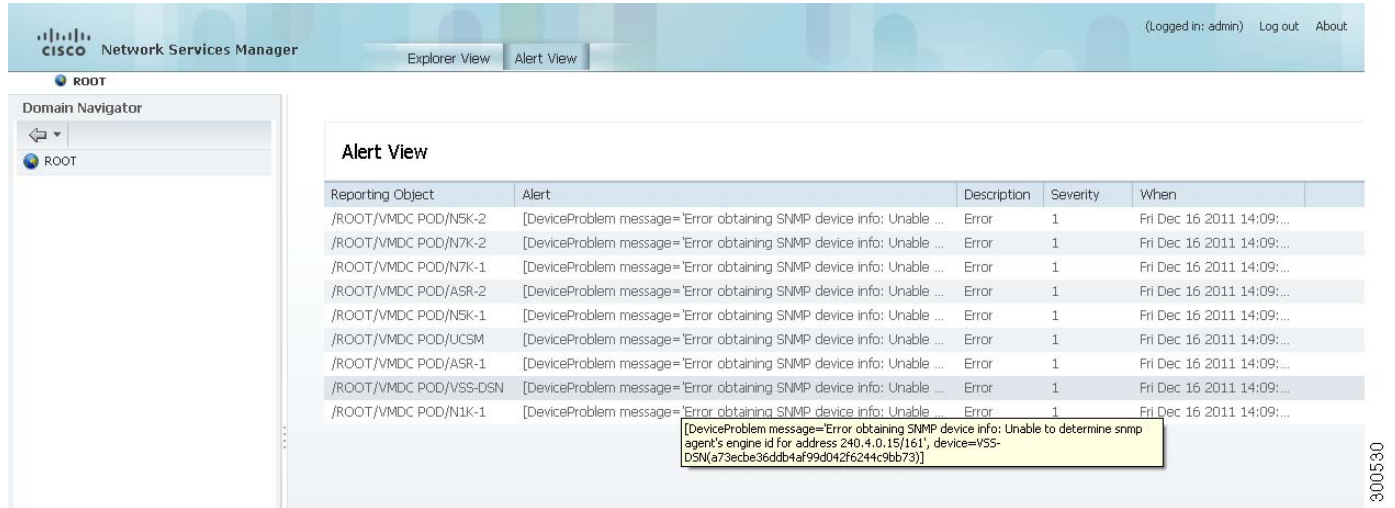 (Logged in: admin) Log out About
CISCO Network Services Manager
Explorer View Alert View
ROOT
Domain Navigator
ROOT
Alert View
Reporting Object Alert Description Severity When
/ROOT/VMDC POD/N5K-2 [DeviceProblem message='Error obtaining SNMP device info: Unable ... Error 1 Fri Dec 16 2011 14:09:...
/ROOT/VMDC POD/N7K-2 [DeviceProblem message='Error obtaining SNMP device info: Unable ... Error 1 Fri Dec 16 2011 14:09:...
/ROOT/VMDC POD/N7K-1 [DeviceProblem message='Error obtaining SNMP device info: Unable ... Error 1 Fri Dec 16 2011 14:09:...
/ROOT/VMDC POD/ASR-2 [DeviceProblem message='Error obtaining SNMP device info: Unable ... Error 1 Fri Dec 16 2011 14:09:...
/ROOT/VMDC POD/N5K-1 [DeviceProblem message='Error obtaining SNMP device info: Unable ... Error 1 Fri Dec 16 2011 14:09:...
/ROOT/VMDC POD/UCSM [DeviceProblem message='Error obtaining SNMP device info: Unable ... Error 1 Fri Dec 16 2011 14:09:...
/ROOT/VMDC POD/ASR-1 [DeviceProblem message='Error obtaining SNMP device info: Unable ... Error 1 Fri Dec 16 2011 14:09:...
/ROOT/VMDC POD/VSS-DSN [DeviceProblem message='Error obtaining SNMP device info: Unable ... Error 1 Fri Dec 16 2011 14:09:...
/ROOT/VMDC POD/N1K-1 [DeviceProblem message='Error obtaining SNMP device info: Unable ... Error 1 Fri Dec 16 2011 14:09:...
[DeviceProblem message='Error obtaining SNMP device info: Unable to determine snmp
agent's engine id for address 240.4.0.15/161', device=VSS-
DSN(a73ecbe36ddb4af99d042f6244c9bb73)]
300530